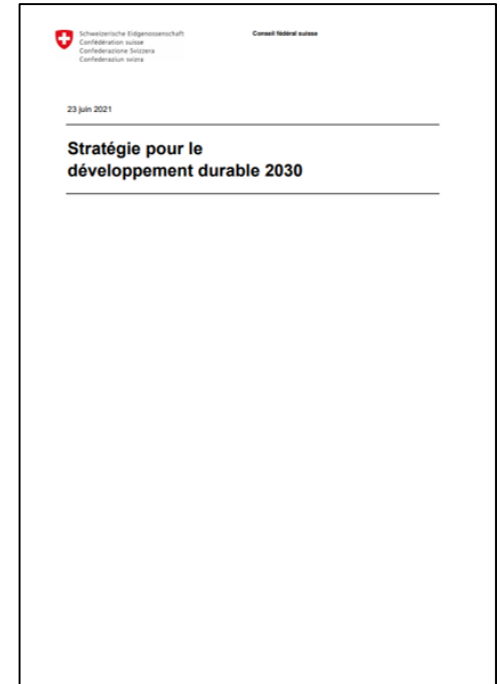 Schweizerische Eidgenossenschaft
Confédération suisse
Confederazione Svizzera
Confederaziun svizra
Conseil fédéral suisse
23 juin 2021
Stratégie pour le
développement durable 2030